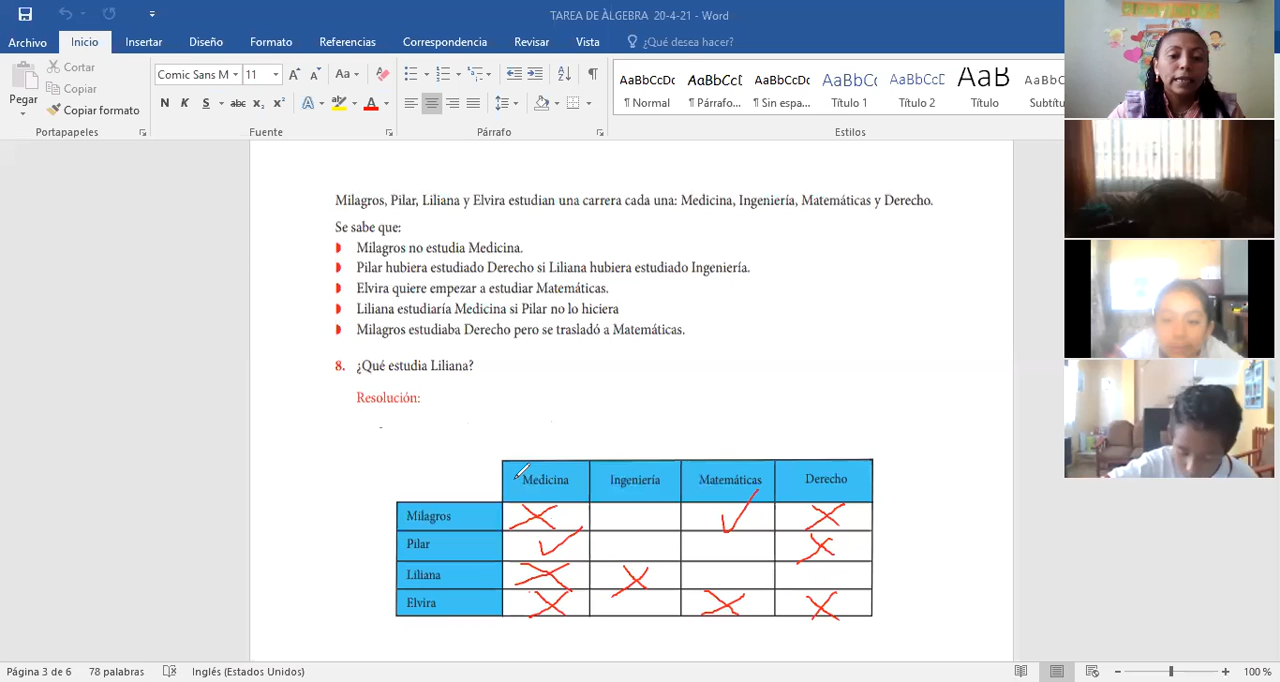 TAREA DE ÀLGEBRA 20-4-21 - Word
Archivo Inicio Insertar Diseño Formato Referencias Correspondencia Revisar Vista ¿Qué desea hacer?
Pegar
Cortar
Copiar
Copiar formato
Portapapeles
Comic Sans M 11 Aa
N K S abc x₂ x² A A
Fuente
Párrafo
AaBbCcDc AaBbCcD AaBbCcDc AaBbC AaBbCcD AaB AaBbC
¶ Normal ¶ Párrafo... ¶ Sin espa... Título 1 Título 2 Título Subtítu
Estilos
Milagros, Pilar, Liliana y Elvira estudian una carrera cada una: Medicina, Ingeniería, Matemáticas y Derecho.
Se sabe que:
Milagros no estudia Medicina.
Pilar hubiera estudiado Derecho si Liliana hubiera estudiado Ingeniería.
Elvira quiere empezar a estudiar Matemáticas.
Liliana estudiaría Medicina si Pilar no lo hiciera
Milagros estudiaba Derecho pero se trasladó a Matemáticas.
8. ¿Qué estudia Liliana?
Resolución:
Medicina Ingeniería Matemáticas Derecho
Milagros
Pilar
Liliana
Elvira
Página 3 de 6 78 palabras Inglés (Estados Unidos) 100 %